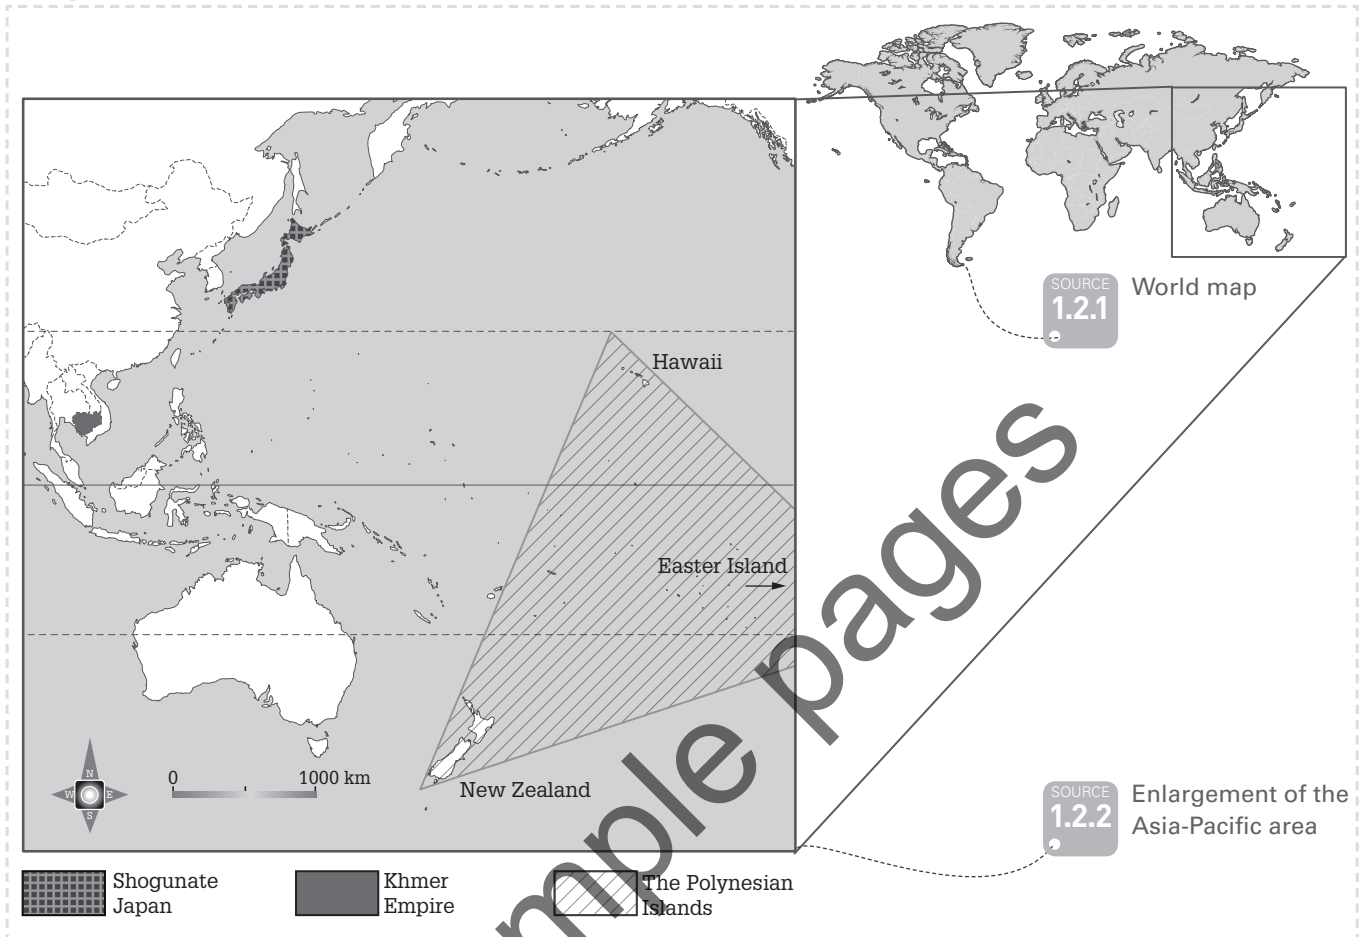 SOURCE
1.2.1
World map
Hawaii
Easter Island
New Zealand
N
W
E
S
0
1000 km
SOURCE
1.2.2
Enlargement of the
Asia-Pacific area
Shogunate
Japan
Khmer
Empire
The Polynesian
Islands
mple pages